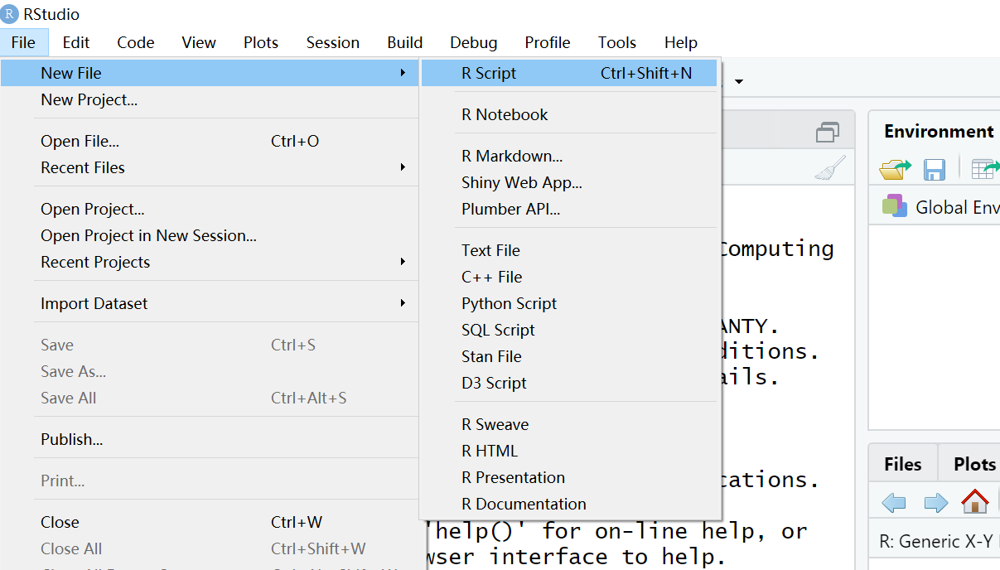 RStudio
File Edit Code View Plots Session Build Debug Profile Tools Help
New File
New Project...
Open File... Ctrl+O
Recent Files
Open Project...
Open Project in New Session...
Recent Projects
Import Dataset
Save Ctrl+S
Save As...
Save All Ctrl+Alt+S
Publish...
Print...
Close Ctrl+W
Close All Ctrl+Shift+W
R Script Ctrl+Shift+N
R Notebook
R Markdown...
Shiny Web App...
Plumber API...
Text File
C++ File
Python Script
SQL Script
Stan File
D3 Script
R Sweave
R HTML
R Presentation
R Documentation
Computing
ANTY.
ditions.
ails.
cations.
'help()' for on-line help, or
wser interface to help.
Environment
Global Env
Files Plots
R: Generic X-Y